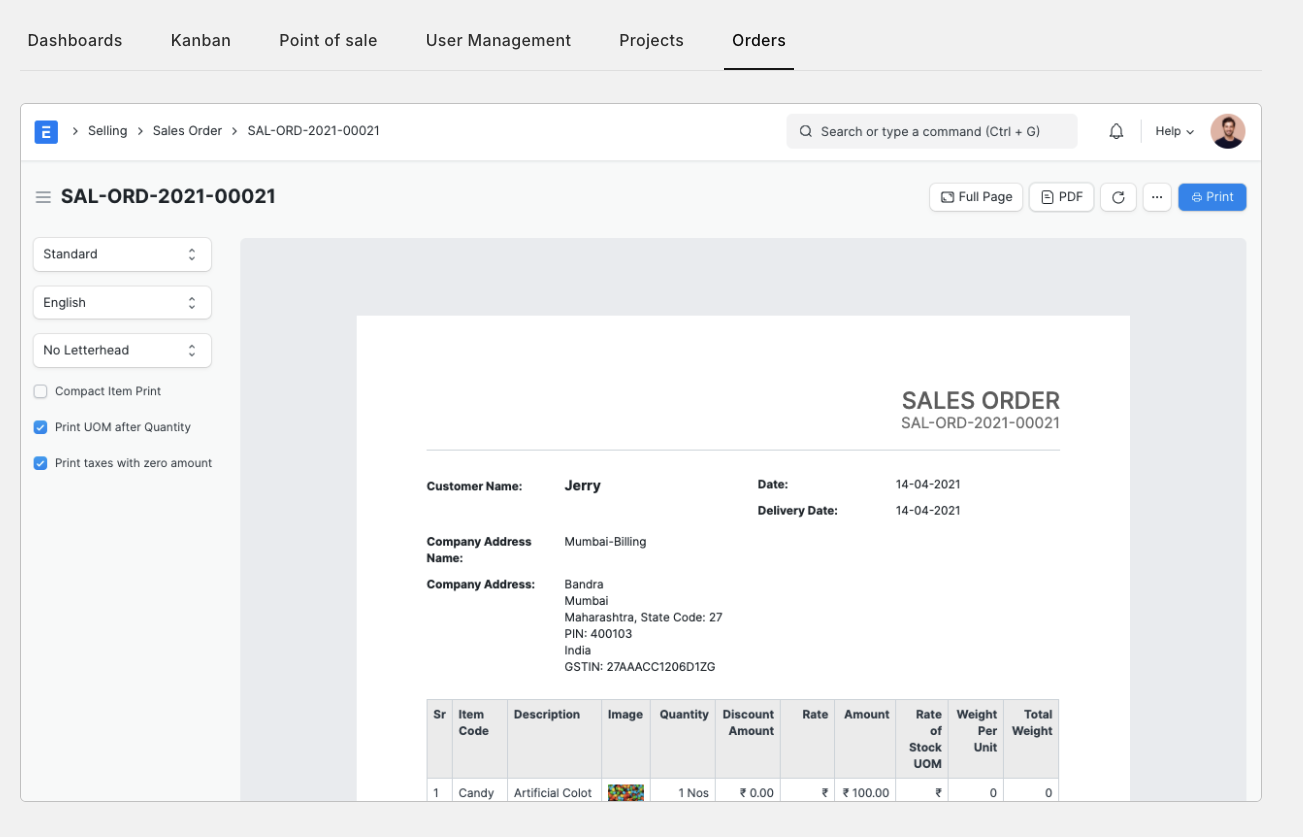 Dashboards Kanban Point of sale User Management Projects Orders
E Selling Sales Order SAL-ORD-2021-00021 Search or type a command (Ctrl + G) Help
SAL-ORD-2021-00021 Full Page PDF ... Print
Standard
English
No Letterhead
Compact Item Print
Print UOM after Quantity
Print taxes with zero amount
SALES ORDER
SAL-ORD-2021-00021
Customer Name: Jerry Date: 14-04-2021
Delivery Date: 14-04-2021
Company Address Mumbai-Billing
Name:
Company Address: Bandra
Mumbai
Maharashtra, State Code: 27
PIN: 400103
India
GSTIN: 27AAACC1206D1ZG
Sr Item Description Image Quantity Discount Rate Amount Rate Weight Total
Code Amount of Per Weight
Stock Unit
UOM
1 Candy Artificial Colot 1 Nos ₹ 0.00 ₹ ₹ 100.00 ₹ 0 0